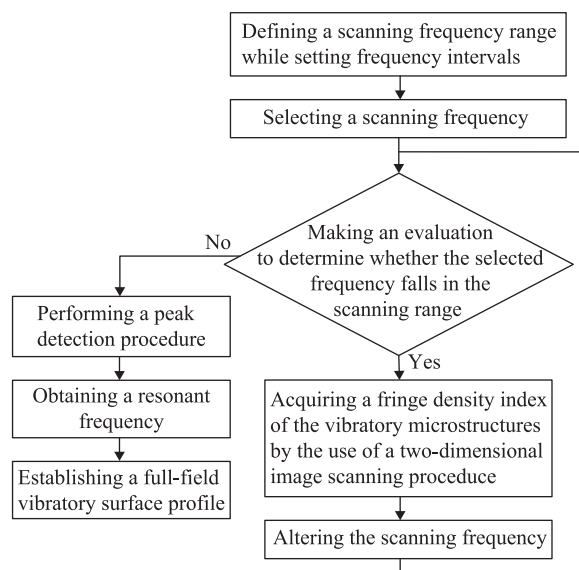 Defining a scanning frequency range
while setting frequency intervals
Selecting a scanning frequency
Making an evaluation
to determine whether the selected
frequency falls in the
scanning range
No
Performing a peak
detection procedure
Obtaining a resonant
frequency
Establishing a full-field
vibratory surface profile
Yes
Acquiring a fringe density index
of the vibratory microstructures
by the use of a two-dimensional
image scanning procedure
Altering the scanning frequency